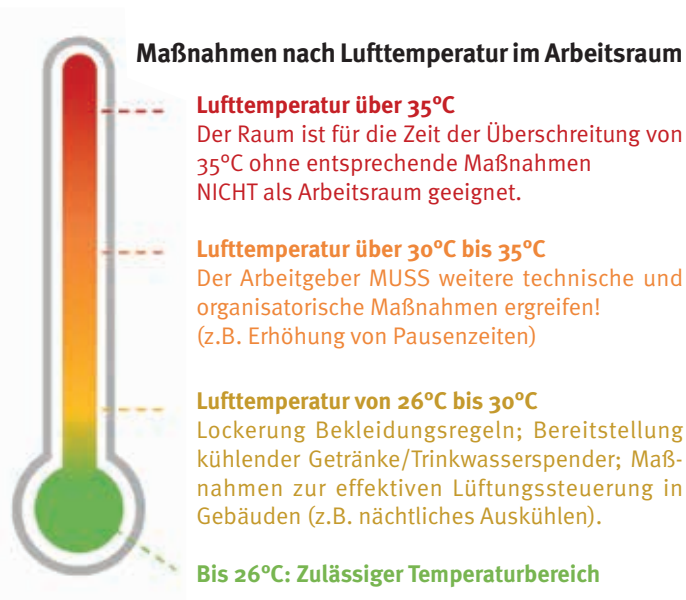 Maßnahmen nach Lufttemperatur im Arbeitsraum
Lufttemperatur über 35°C
Der Raum ist für die Zeit der Überschreitung von
35°C ohne entsprechende Maßnahmen
NICHT als Arbeitsraum geeignet.
Lufttemperatur über 30°C bis 35°C
Der Arbeitgeber MUSS weitere technische und
organisatorische Maßnahmen ergreifen!
(z.B. Erhöhung von Pausenzeiten)
Lufttemperatur von 26°C bis 30°C
Lockerung Bekleidungsregeln; Bereitstellung
kühlender Getränke/Trinkwasserspender; Maß-
nahmen zur effektiven Lüftungssteuerung in
Gebäuden (z.B. nächtliches Auskühlen).
Bis 26°C: Zulässiger Temperaturbereich